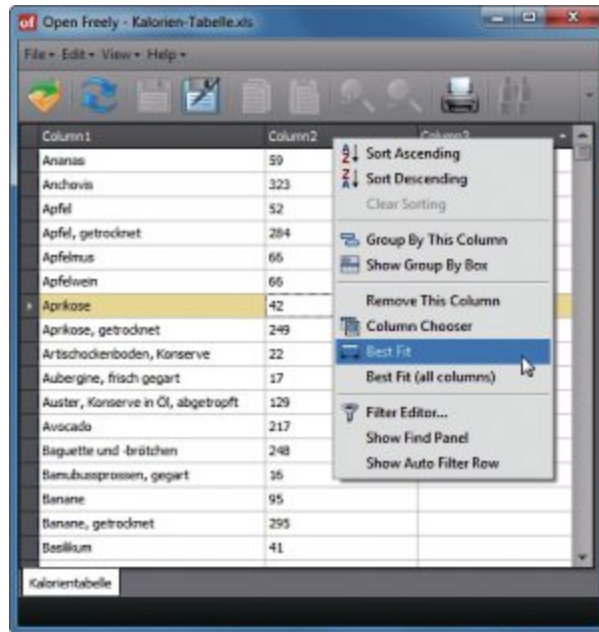 of Open Freely - Kalorien-Tabelle.xls
File Edit View Help
Column1 Column2 Column3
Ananas 59
Anchovis 323
Apfel 52
Apfel, getrocknet 284
Apfelmus 66
Apfelwein 66
Aprikose 42
Aprikose, getrocknet 249
Artischockenboden, Konserve 22
Aubergine, frisch gegart 17
Auster, Konserve in Öl, abgetropft 129
Avocado 217
Baguette und -brötchen 248
Bambussprossen, gegart 16
Banane 95
Banane, getrocknet 295
Basilikum 41
Sort Ascending
Sort Descending
Clear Sorting
Group By This Column
Show Group By Box
Remove This Column
Column Chooser
Best Fit
Best Fit (all columns)
Filter Editor...
Show Find Panel
Show Auto Filter Row
Kalorientabelle